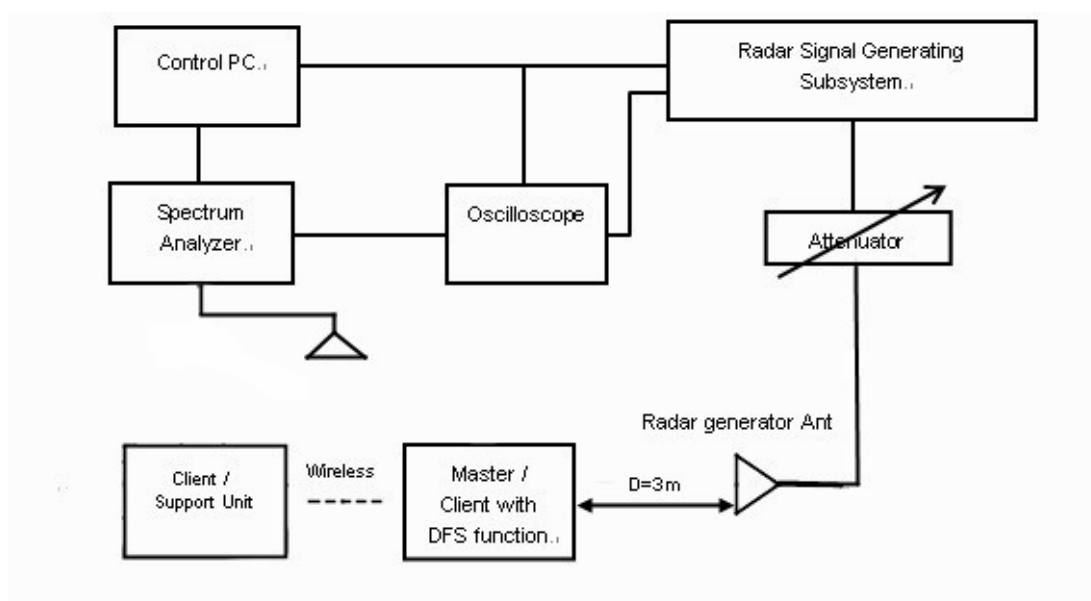 Control PC.
Radar Signal Generating
Subsystem.
Spectrum
Analyzer.
Oscilloscope
Attenuator
Radar generator Ant
Client /
Support Unit
Wireless
Master /
Client with
DFS function.
D=3m